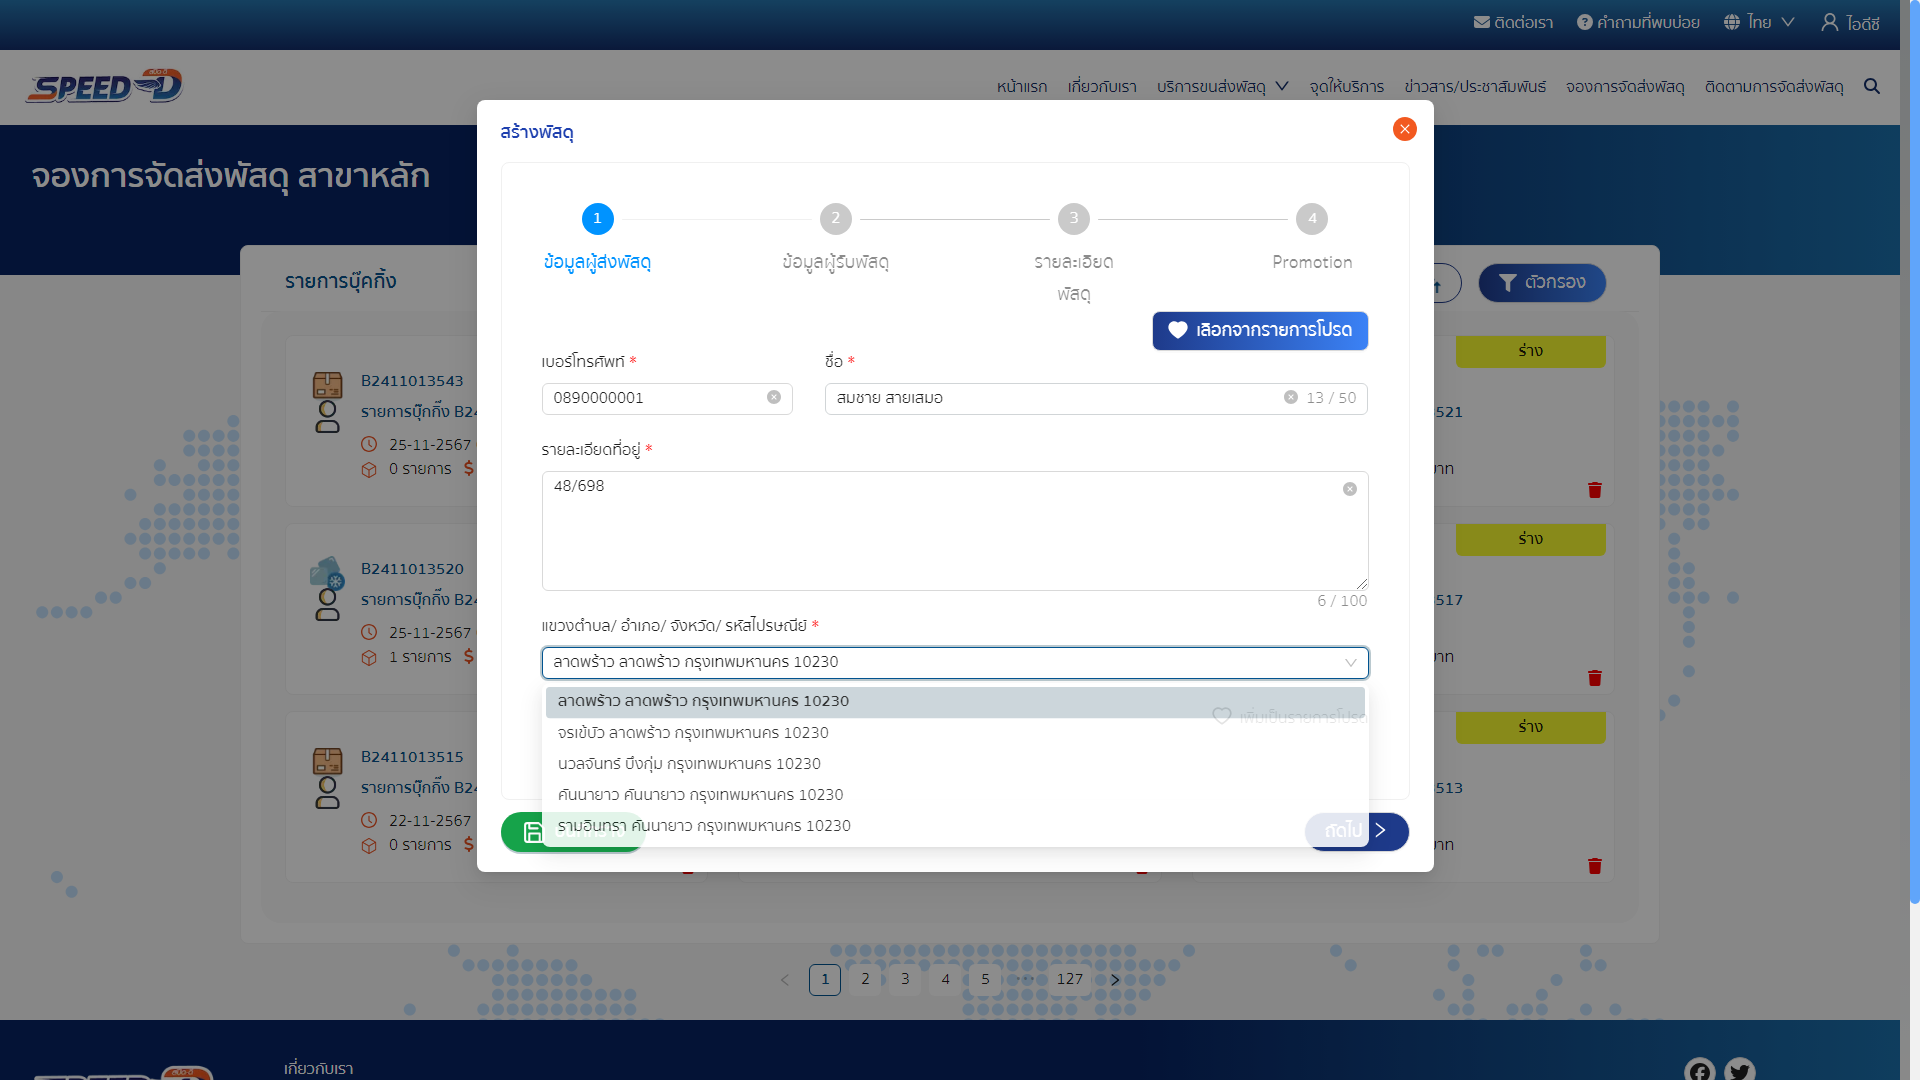 ติดต่อเรา คำถามที่พบบ่อย ไทย ไอดีซี
SPEED-D
หน้าแรก เกี่ยวกับเรา บริการขนส่งพัสดุ จุดให้บริการ ข่าวสาร/ประชาสัมพันธ์ จองการจัดส่งพัสดุ ติดตามการจัดส่งพัสดุ
จองการจัดส่งพัสดุ สาขาหลัก
รายการบุ๊คกิ้ง
ตัวกรอง
สร้างพัสดุ
1 2 3 4
ข้อมูลผู้ส่งพัสดุ ข้อมูลผู้รับพัสดุ รายละเอียด Promotion
พัสดุ
เลือกจากรายการโปรด
เบอร์โทรศัพท์ * ชื่อ *
0890000001 สมชาย สายเสมอ 13 / 50
รายละเอียดที่อยู่ *
48/698
6 / 100
แขวงตำบล/ อำเภอ/ จังหวัด/ รหัสไปรษณีย์ *
ลาดพร้าว ลาดพร้าว กรุงเทพมหานคร 10230
ลาดพร้าว ลาดพร้าว กรุงเทพมหานคร 10230
เพิ่มเป็นรายการโปรด
จรเข้บัว ลาดพร้าว กรุงเทพมหานคร 10230
นวลจันทร์ บึงกุ่ม กรุงเทพมหานคร 10230
คันนายาว คันนายาว กรุงเทพมหานคร 10230
รามอินทรา คันนายาว กรุงเทพมหานคร 10230
ถัดไป
B2411013543
รายการบุ๊กกิ้ง B24
25-11-2567
0 รายการ
ร่าง
521
บาท
B2411013520
รายการบุ๊กกิ้ง B24
25-11-2567
1 รายการ
ร่าง
517
บาท
B2411013515
รายการบุ๊กกิ้ง B24
22-11-2567
0 รายการ
ร่าง
513
บาท
1 2 3 4 5 ••• 127
เกี่ยวกับเรา